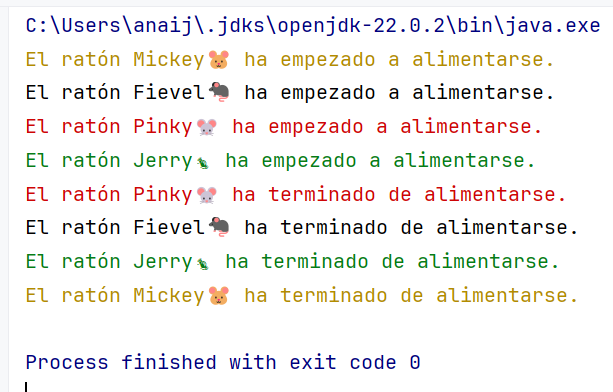 C:\Users\anaij\.jdks\openjdk-22.0.2\bin\java.exe
El ratón Mickey🐹 ha empezado a alimentarse.
El ratón Fievel🐀 ha empezado a alimentarse.
El ratón Pinky🐭 ha empezado a alimentarse.
El ratón Jerry🦎 ha empezado a alimentarse.
El ratón Pinky🐭 ha terminado de alimentarse.
El ratón Fievel🐀 ha terminado de alimentarse.
El ratón Jerry🦎 ha terminado de alimentarse.
El ratón Mickey🐹 ha terminado de alimentarse.
Process finished with exit code 0